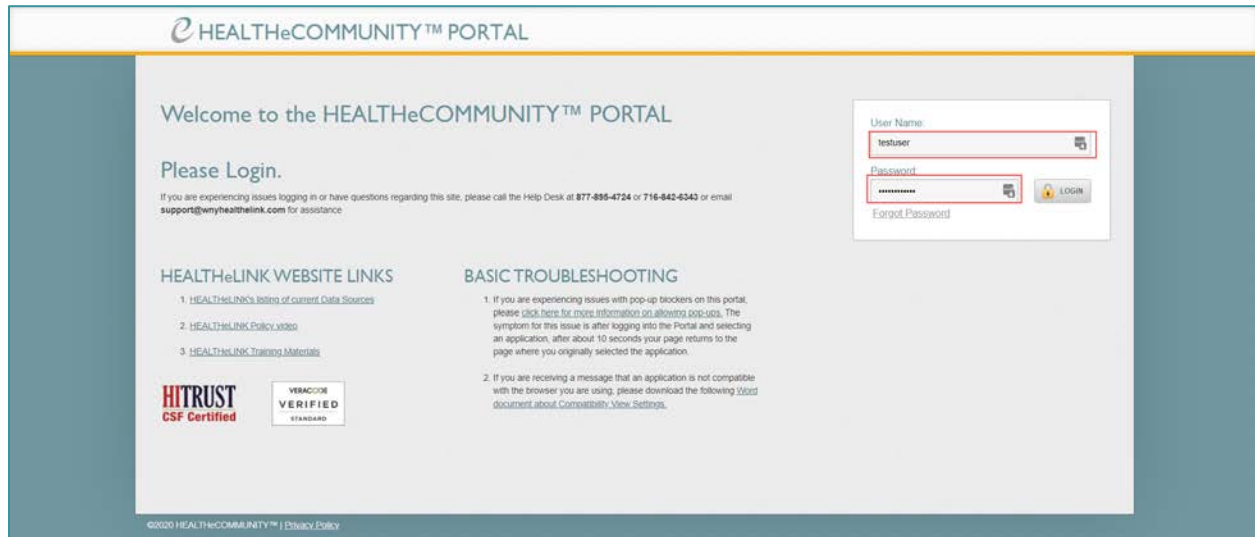 e HEALTHeCOMMUNITY™ PORTAL
Welcome to the HEALTHeCOMMUNITY™ PORTAL
Please Login.
If you are experiencing issues logging in or have questions regarding this site, please call the Help Desk at 877-895-4724 or 716-842-6343 or email
support@wnyhealthelink.com for assistance
User Name:
testuser
Password:
••••••••••••
LOGIN
Forgot Password
HEALTHeLINK WEBSITE LINKS
1. HEALTHeLINK's listing of current Data Sources
2. HEALTHeLINK Policy video
3. HEALTHeLINK Training Materials
HITRUST
CSF Certified
VERACODE
VERIFIED
STANDARD
BASIC TROUBLESHOOTING
1. If you are experiencing issues with pop-up blockers on this portal,
please click here for more information on allowing pop-ups. The
symptom for this issue is after logging into the Portal and selecting
an application, after about 10 seconds your page returns to the
page where you originally selected the application.
2. If you are receiving a message that an application is not compatible
with the browser you are using, please download the following Word
document about Compatibility View Settings.
©2020 HEALTHeCOMMUNITY™ | Privacy Policy